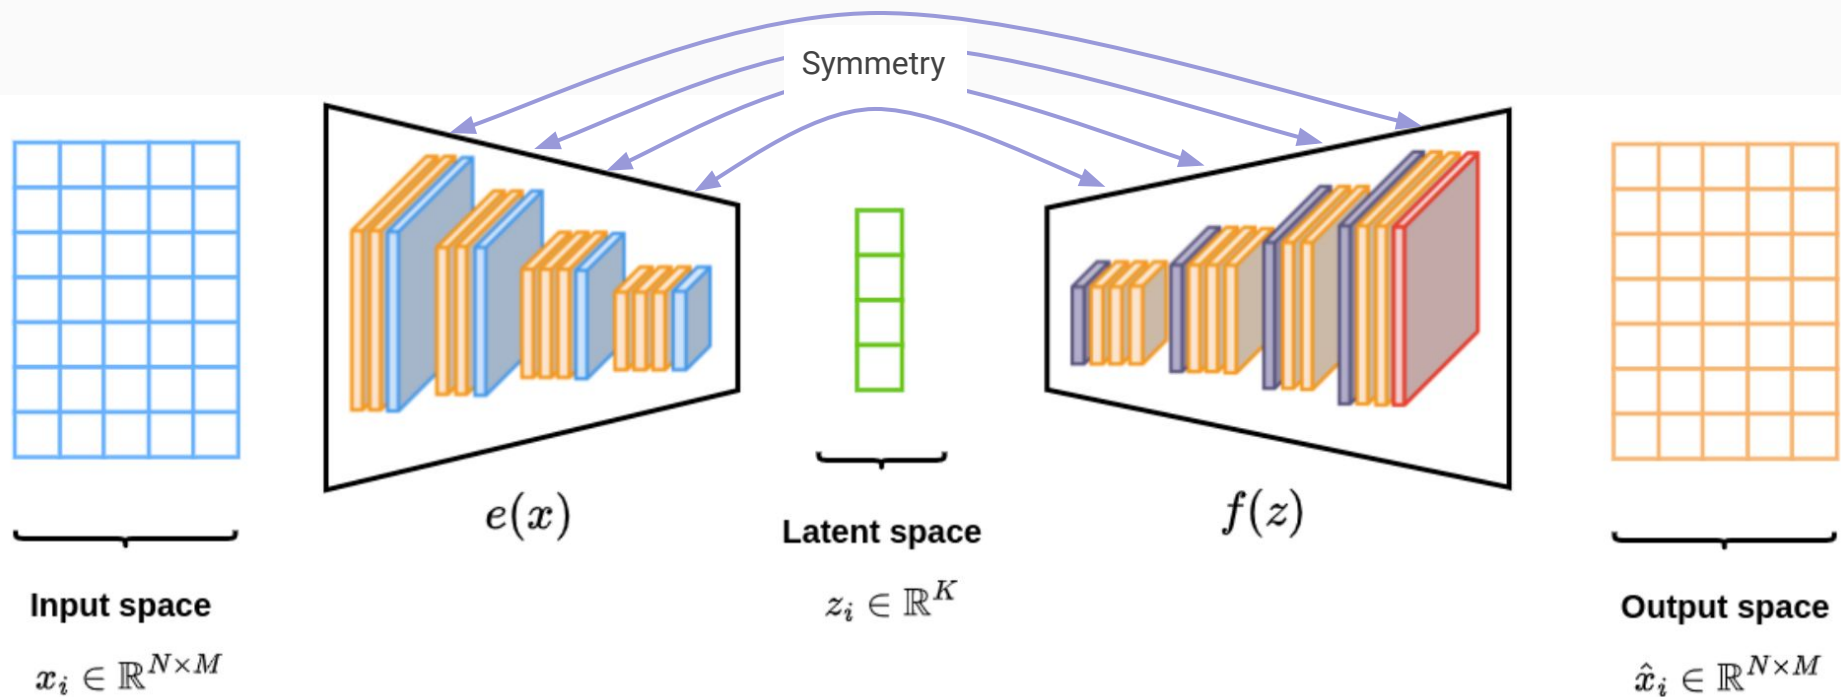 Symmetry
e(x)
f(z)
Latent space
z_i ∈ ℝ^K
Input space
x_i ∈ ℝ^{N×M}
Output space
x̂_i ∈ ℝ^{N×M}